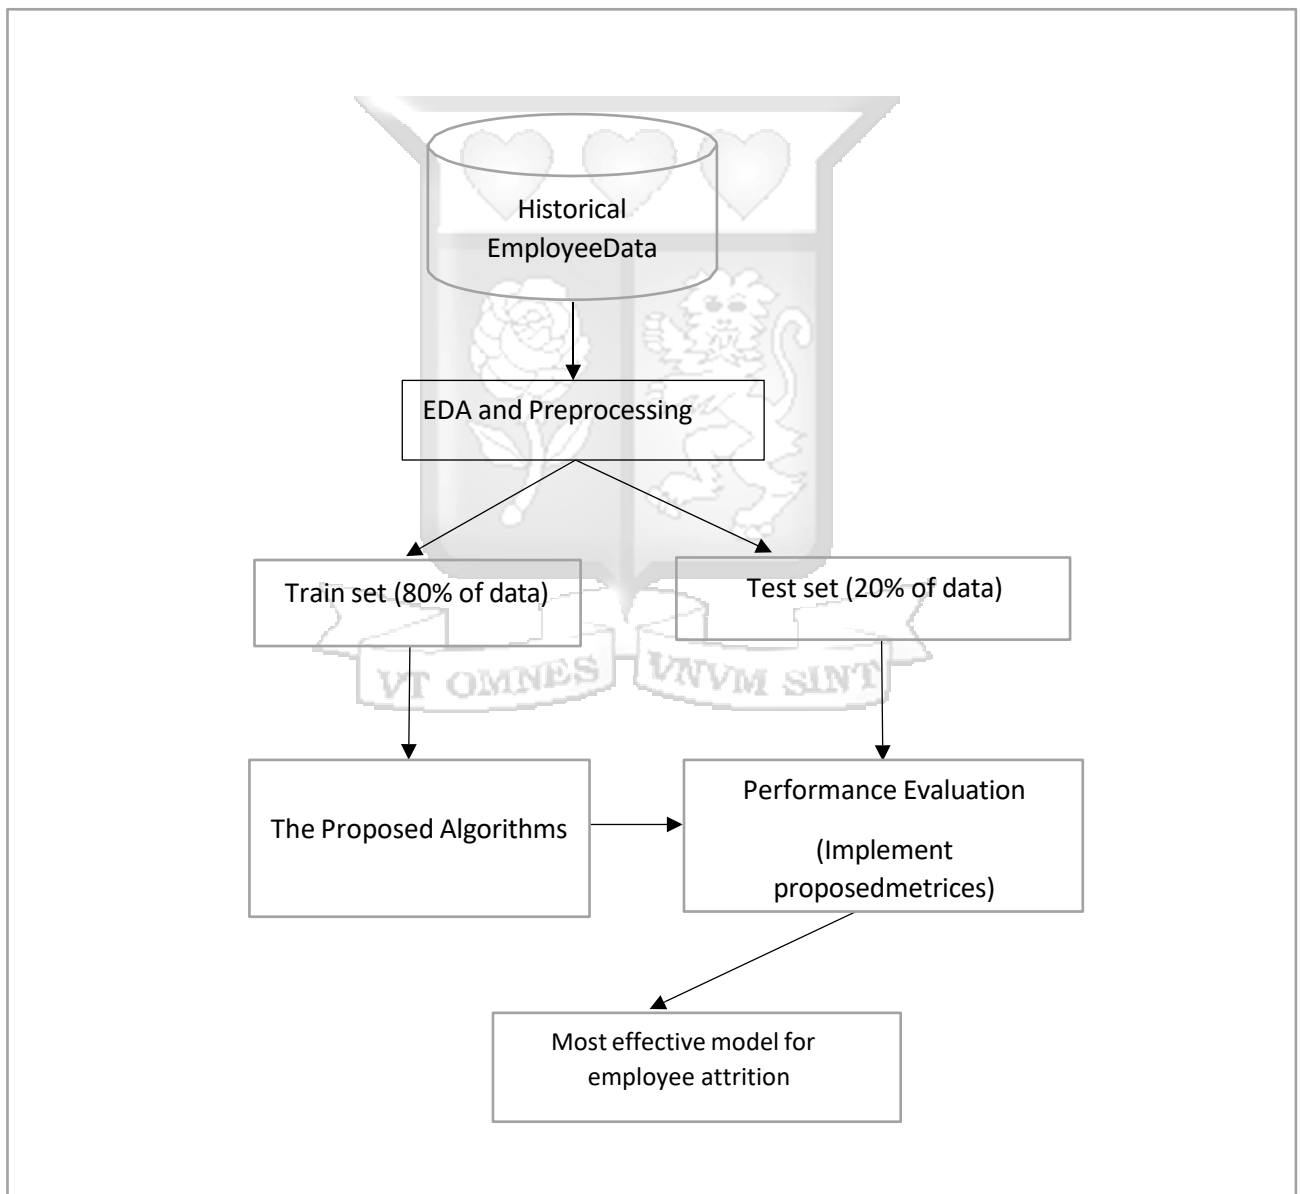 Historical
EmployeeData
EDA and Preprocessing
Train set (80% of data)
Test set (20% of data)
VT OMNES VNVM SINT
The Proposed Algorithms
Performance Evaluation
(Implement
proposedmetrices)
Most effective model for
employee attrition